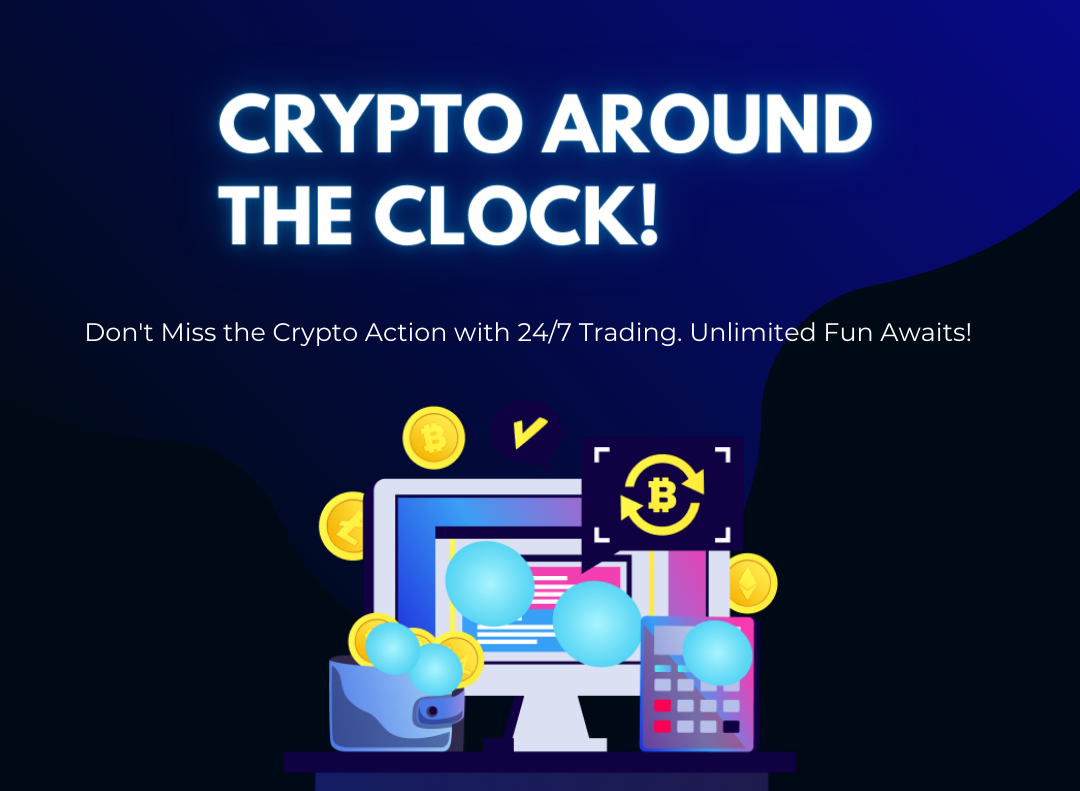 CRYPTO AROUND
THE CLOCK!
Don't Miss the Crypto Action with 24/7 Trading. Unlimited Fun Awaits!